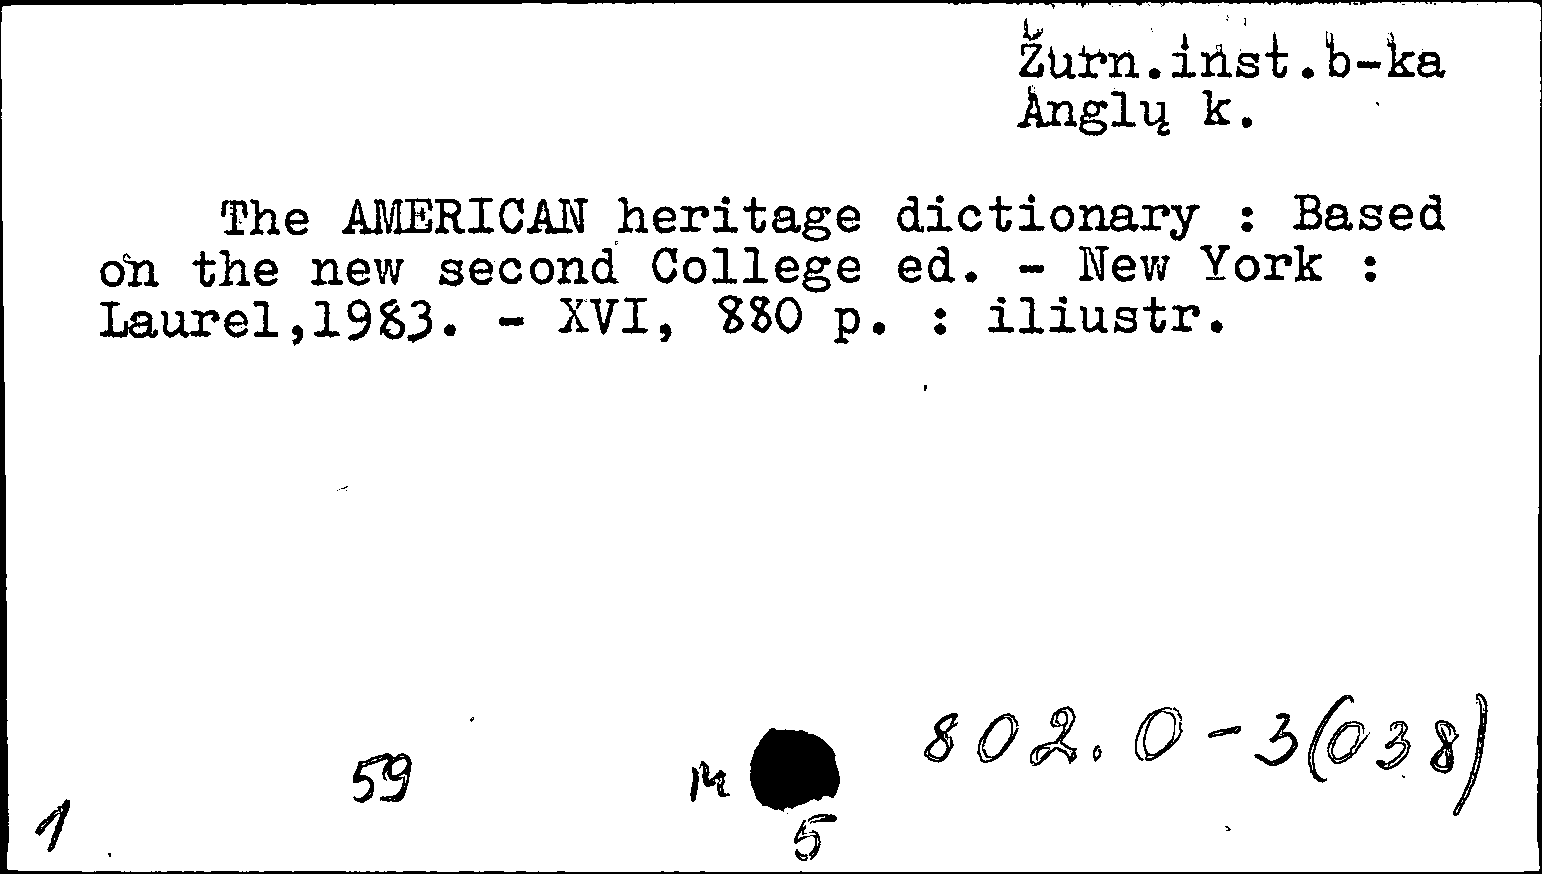 Žurn.inst.b-ka
Anglų k.
The AMERICAN heritage dictionary : Based
on the new second College ed. - New York :
Laurel,1983. - XVI, 880 p. : iliustr.
802.0-3(038)
59
M
5
1